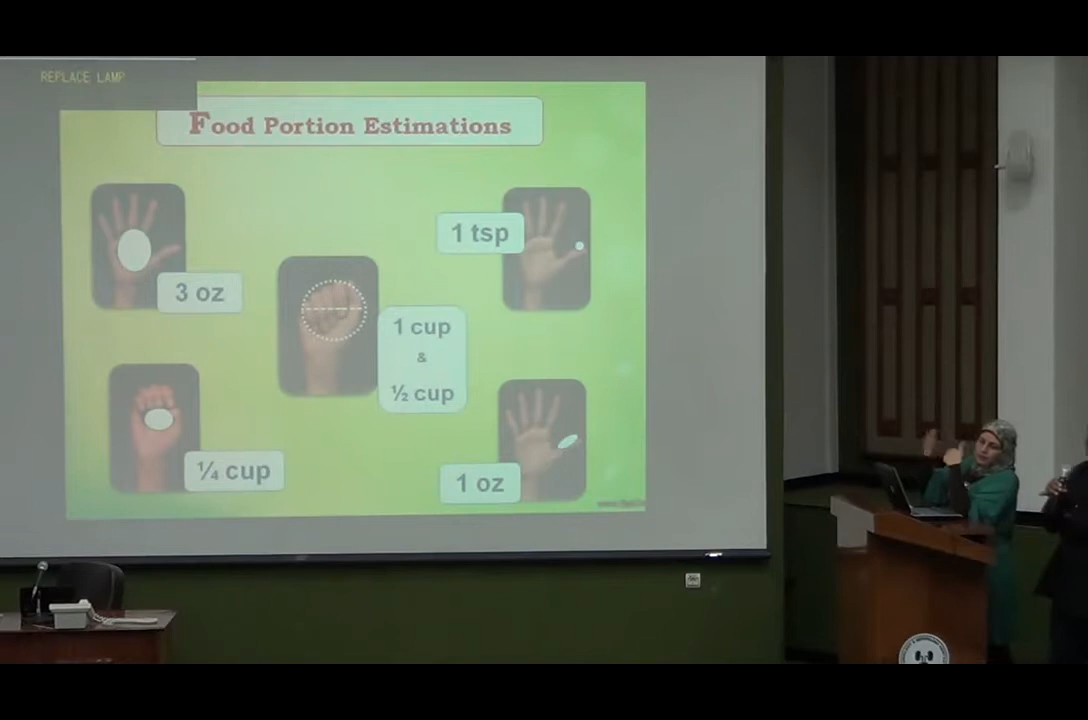 REPLACE LAMP
Food Portion Estimations
1 tsp
3 oz
1 cup
&
½ cup
¼ cup
1 oz